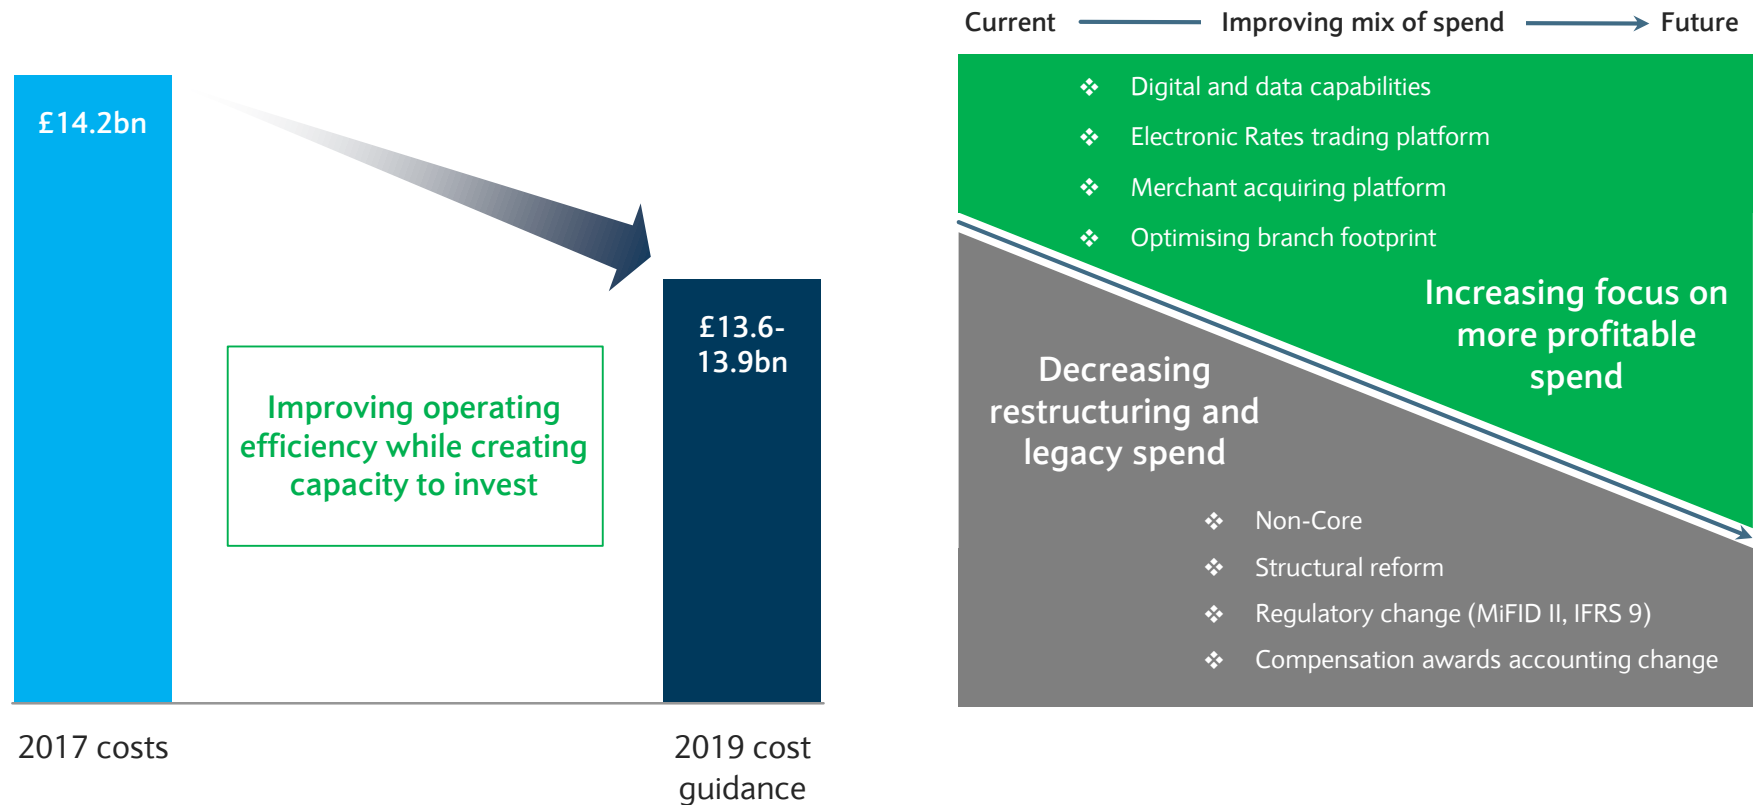 £14.2bn
£13.6-
13.9bn
Improving operating
efficiency while creating
capacity to invest
2017 costs
2019 cost
guidance
Current
Improving mix of spend
Future
❖ Digital and data capabilities
❖ Electronic Rates trading platform
❖ Merchant acquiring platform
❖ Optimising branch footprint
Increasing focus on
more profitable
spend
Decreasing
restructuring and
legacy spend
❖ Non-Core
❖ Structural reform
❖ Regulatory change (MiFID II, IFRS 9)
❖ Compensation awards accounting change